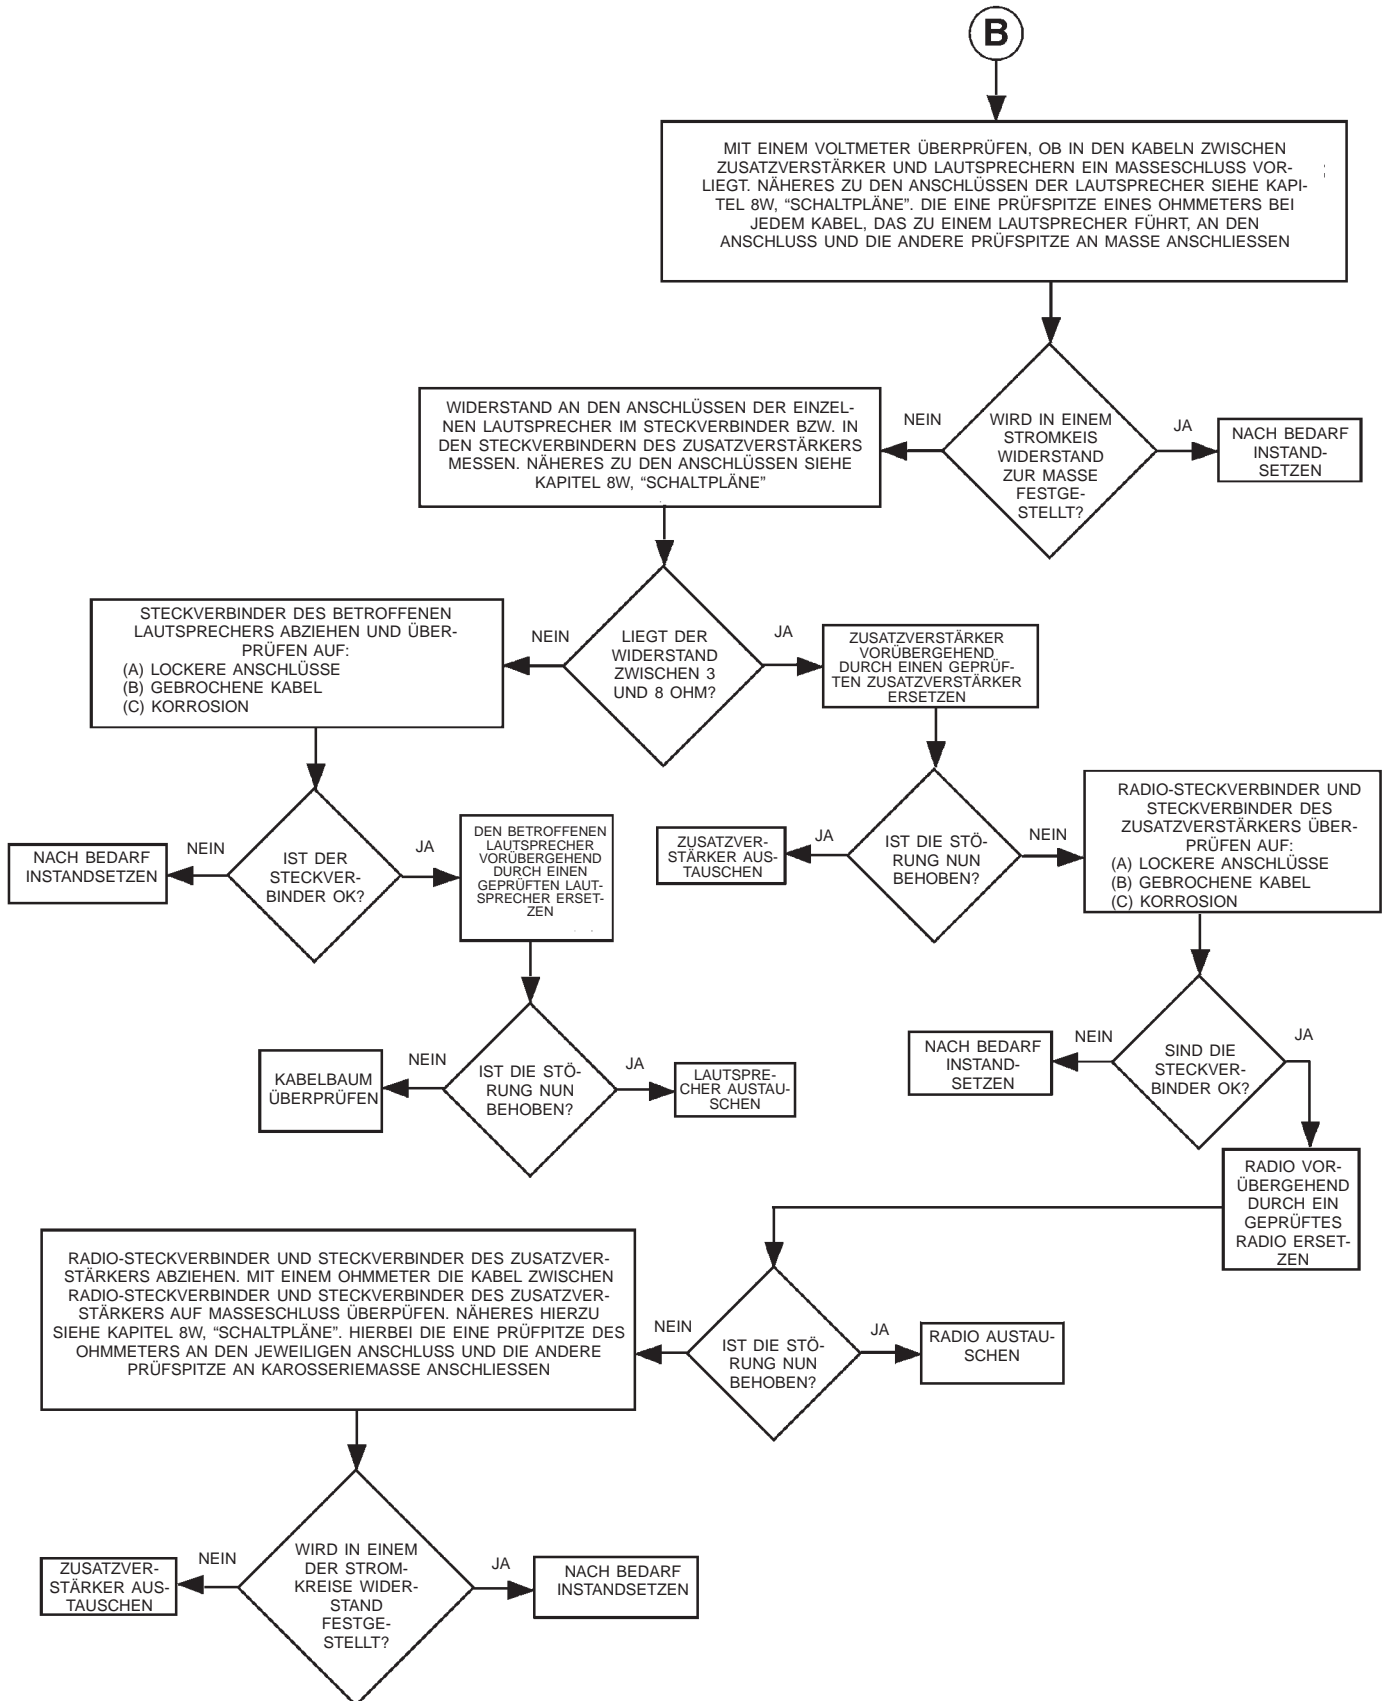 B
MIT EINEM VOLTMETER ÜBERPRÜFEN, OB IN DEN KABELN ZWISCHEN
ZUSATZVERSTÄRKER UND LAUTSPRECHERN EIN MASSESCHLUSS VOR-
LIEGT. NÄHERES ZU DEN ANSCHLÜSSEN DER LAUTSPRECHER SIEHE KAPI-
TEL 8W, “SCHALTPLÄNE”. DIE EINE PRÜFSPITZE EINES OHMMETERS BEI
JEDEM KABEL, DAS ZU EINEM LAUTSPRECHER FÜHRT, AN DEN
ANSCHLUSS UND DIE ANDERE PRÜFSPITZE AN MASSE ANSCHLIESSEN
WIRD IN EINEM
STROMKEIS
WIDERSTAND
ZUR MASSE
FESTGE-
STELLT?
JA
NACH BEDARF
INSTAND-
SETZEN
NEIN
WIDERSTAND AN DEN ANSCHLÜSSEN DER EINZEL-
NEN LAUTSPRECHER IM STECKVERBINDER BZW. IN
DEN STECKVERBINDERN DES ZUSATZVERSTÄRKERS
MESSEN. NÄHERES ZU DEN ANSCHLÜSSEN SIEHE
KAPITEL 8W, “SCHALTPLÄNE”
LIEGT DER
WIDERSTAND
ZWISCHEN 3
UND 8 OHM?
NEIN
STECKVERBINDER DES BETROFFENEN
LAUTSPRECHERS ABZIEHEN UND ÜBER-
PRÜFEN AUF:
(A) LOCKERE ANSCHLÜSSE
(B) GEBROCHENE KABEL
(C) KORROSION
JA
ZUSATZVERSTÄRKER
VORÜBERGEHEND
DURCH EINEN GEPRÜF-
TEN ZUSATZVERSTÄRKER
ERSETZEN
IST DER
STECKVER-
BINDER OK?
NEIN
NACH BEDARF
INSTANDSETZEN
JA
DEN BETROFFENEN
LAUTSPRECHER
VORÜBERGEHEND
DURCH EINEN
GEPRÜFTEN LAUT-
SPRECHER ERSET-
ZEN
IST DIE STÖ-
RUNG NUN
BEHOBEN?
JA
ZUSATZVER-
STÄRKER AUS-
TAUSCHEN
NEIN
RADIO-STECKVERBINDER UND
STECKVERBINDER DES
ZUSATZVERSTÄRKERS ÜBER-
PRÜFEN AUF:
(A) LOCKERE ANSCHLÜSSE
(B) GEBROCHENE KABEL
(C) KORROSION
IST DIE STÖ-
RUNG NUN
BEHOBEN?
NEIN
KABELBAUM
ÜBERPRÜFEN
JA
LAUTSPRE-
CHER AUSTAU-
SCHEN
SIND DIE
STECKVER-
BINDER OK?
NEIN
NACH BEDARF
INSTAND-
SETZEN
JA
RADIO VOR-
ÜBERGEHEND
DURCH EIN
GEPRÜFTES
RADIO ERSET-
ZEN
IST DIE STÖ-
RUNG NUN
BEHOBEN?
JA
RADIO AUSTAU-
SCHEN
NEIN
RADIO-STECKVERBINDER UND STECKVERBINDER DES ZUSATZVER-
STÄRKERS ABZIEHEN. MIT EINEM OHMMETER DIE KABEL ZWISCHEN
RADIO-STECKVERBINDER UND STECKVERBINDER DES ZUSATZVER-
STÄRKERS AUF MASSESCHLUSS ÜBERPÜFEN. NÄHERES HIERZU
SIEHE KAPITEL 8W, “SCHALTPLÄNE”. HIERBEI DIE EINE PRÜFPITZE DES
OHMMETERS AN DEN JEWEILIGEN ANSCHLUSS UND DIE ANDERE
PRÜFSPITZE AN KAROSSERIEMASSE ANSCHLIESSEN
WIRD IN EINEM
DER STROM-
KREISE WIDER-
STAND
FESTGE-
STELLT?
NEIN
ZUSATZVER-
STÄRKER AUS-
TAUSCHEN
JA
NACH BEDARF
INSTANDSETZEN